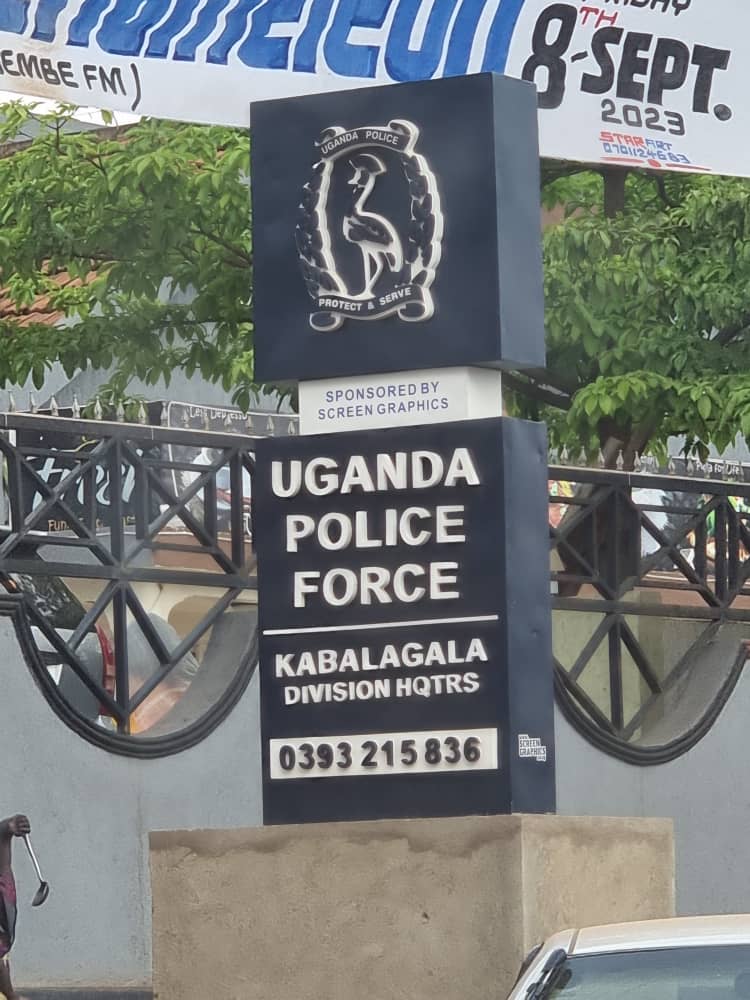 8TH-SEPT.
2023
EMBE FM)
STAR ART
0701124683
UGANDA POLICE
PROTECT & SERVE
SPONSORED BY
SCREEN GRAPHICS
UGANDA
POLICE
FORCE
KABALAGALA
DIVISION HQTRS
0393 215 836
SCREEN
GRAPHICS